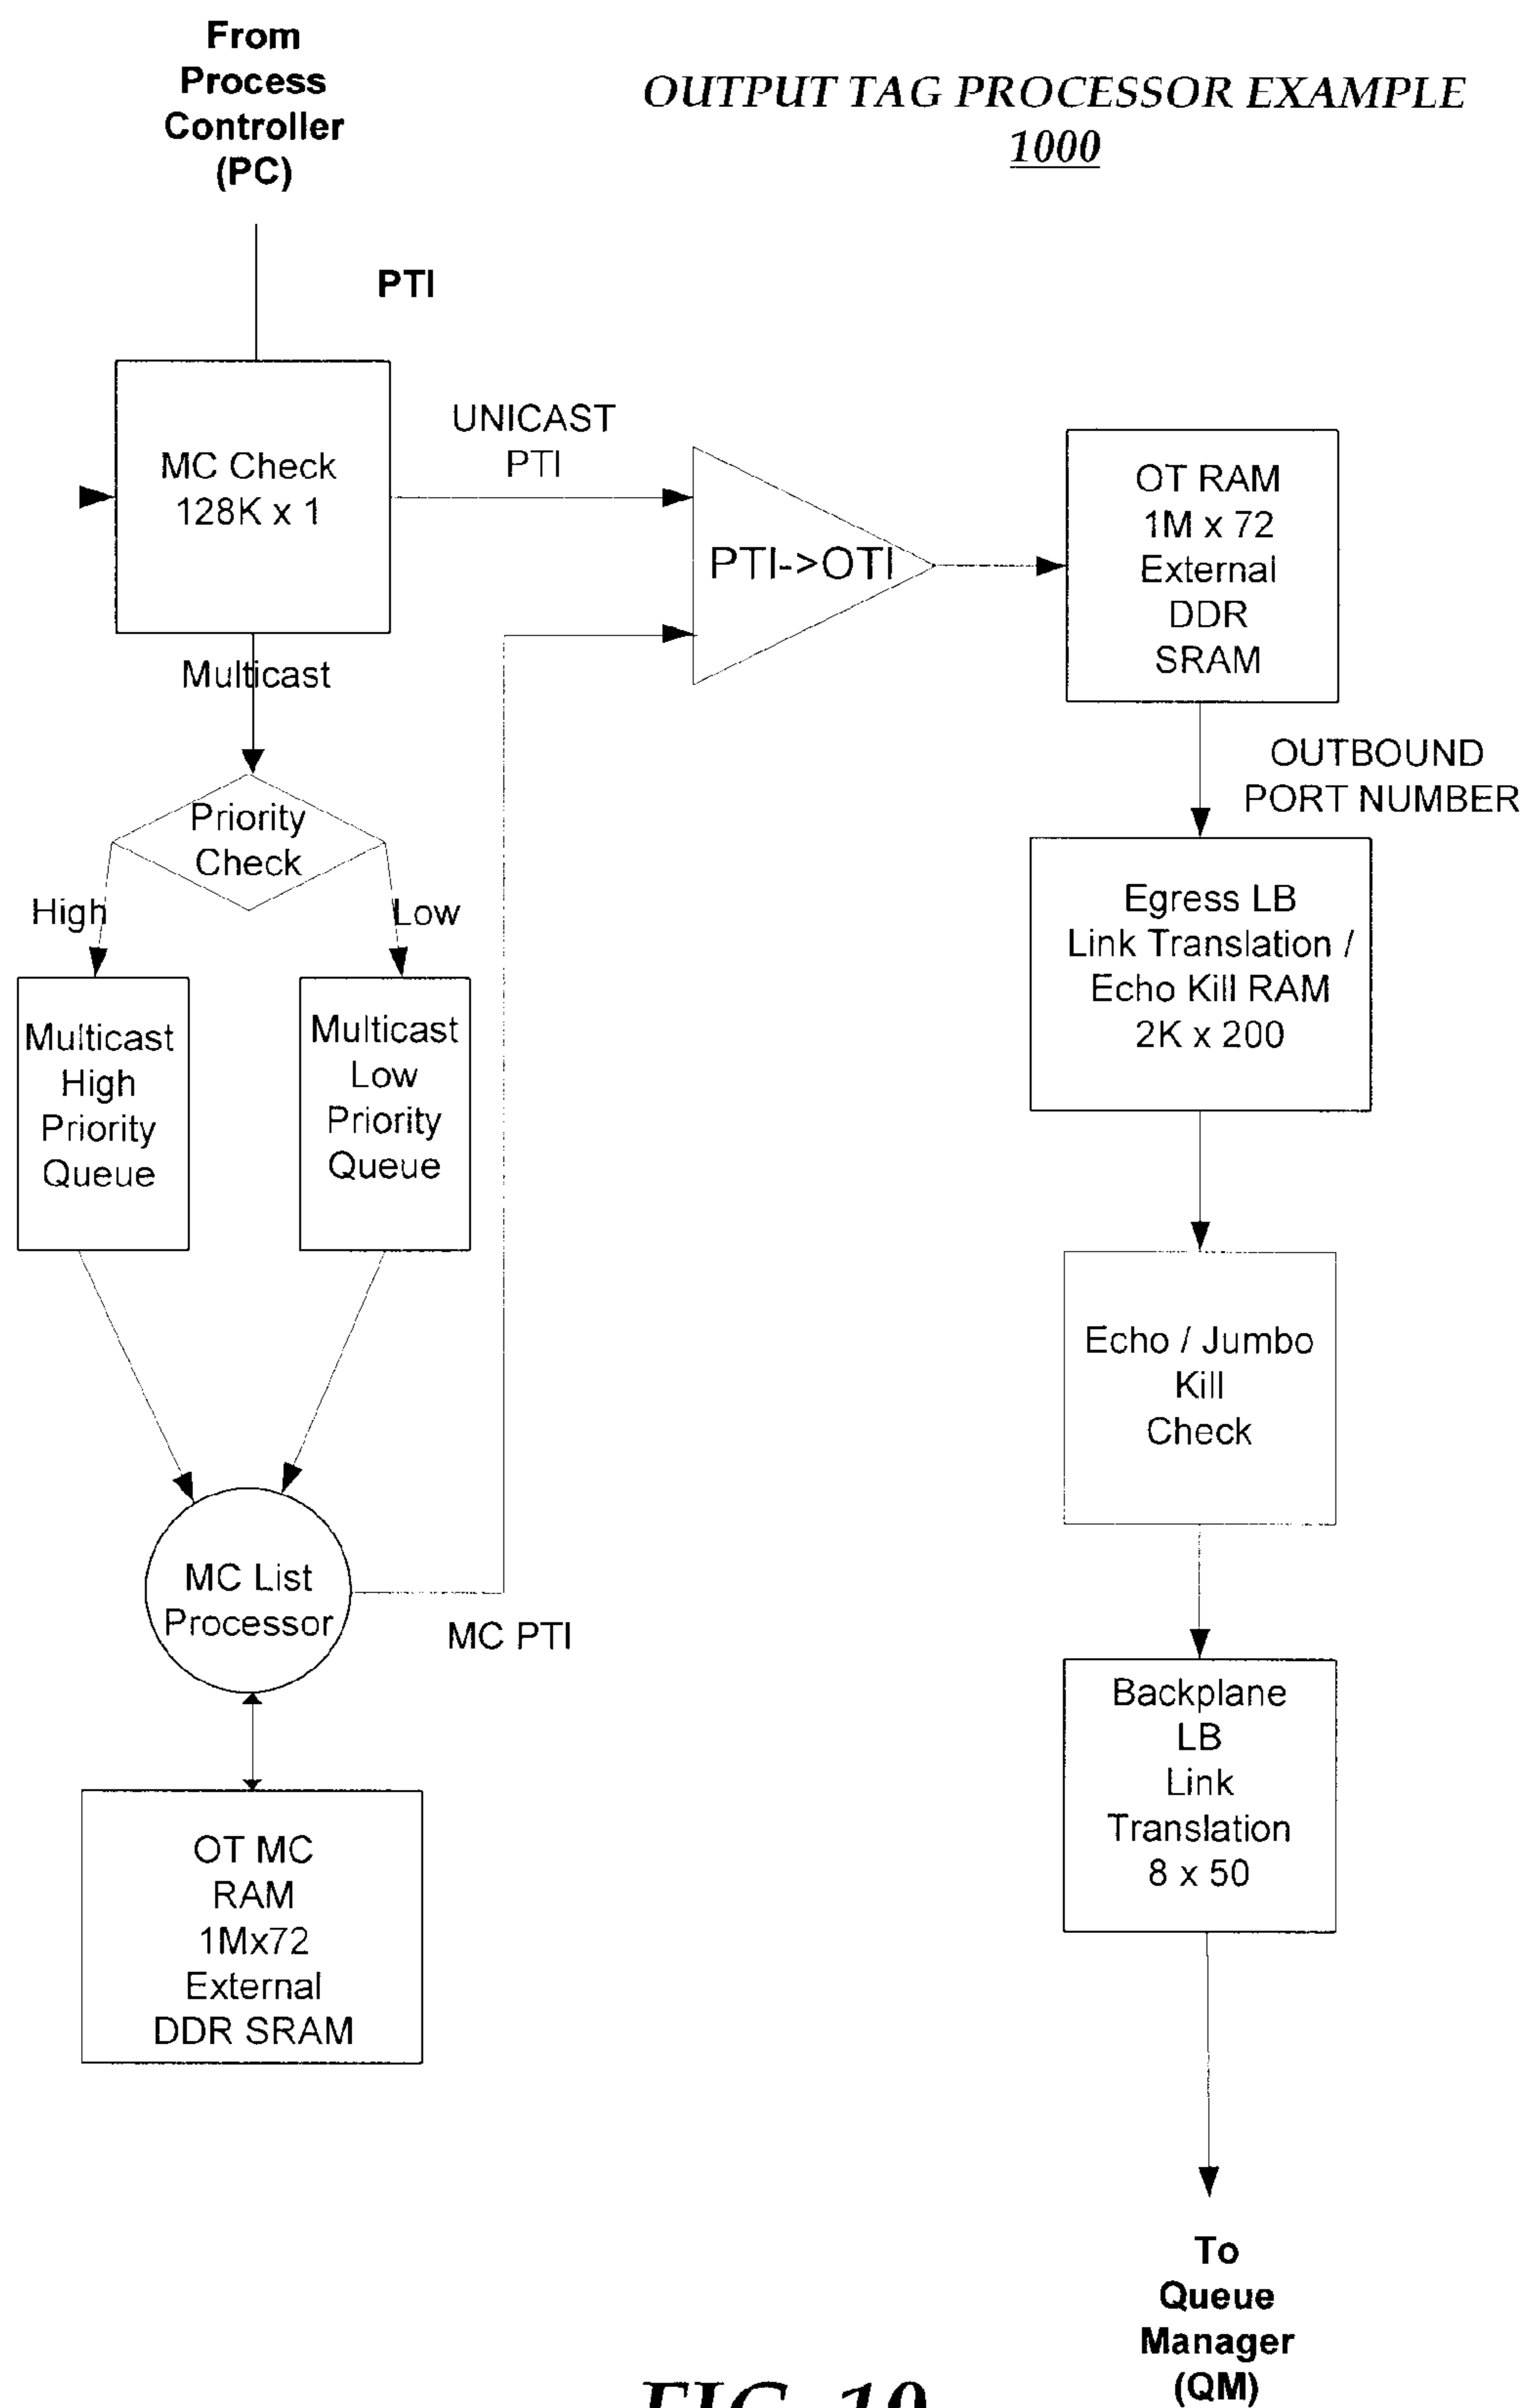 From
Process
Controller
(PC)
OUTPUT TAG PROCESSOR EXAMPLE
1000
PTI
MC Check
128K x 1
UNICAST
PTI
PTI->OTI
OT RAM
1M x 72
External
DDR
SRAM
Multicast
OUTBOUND
PORT NUMBER
Priority
Check
High
Low
Egress LB
Link Translation /
Echo Kill RAM
2K x 200
Multicast
High
Priority
Queue
Multicast
Low
Priority
Queue
Echo / Jumbo
Kill
Check
MC List
Processor
MC PTI
Backplane
LB
Link
Translation
8 x 50
OT MC
RAM
1Mx72
External
DDR SRAM
To
Queue
Manager
(QM)
FIG. 10